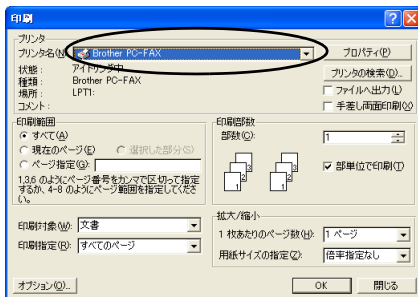 印刷
プリンタ
プリンタ名(N): Brother PC-FAX
プロパティ(P)
状態: アイドリング中
種類: Brother PC-FAX
プリンタの検索(D)...
場所: LPT1:
ファイルへ出力(L)
コメント:
手差し両面印刷(X)
印刷範囲
すべて(A)
現在のページ(E) 選択した部分(S)
ページ指定(G):
1,3,6 のようにページ番号をカンマで区切って指定
するか、4-8 のようにページ範囲を指定してくださ
い。
印刷部数
部数(C): 1
部単位で印刷(T)
印刷対象(W): 文書
印刷指定(R): すべてのページ
拡大/縮小
1 枚あたりのページ数(H): 1 ページ
用紙サイズの指定(Z): 倍率指定なし
オプション(O)...
OK
閉じる